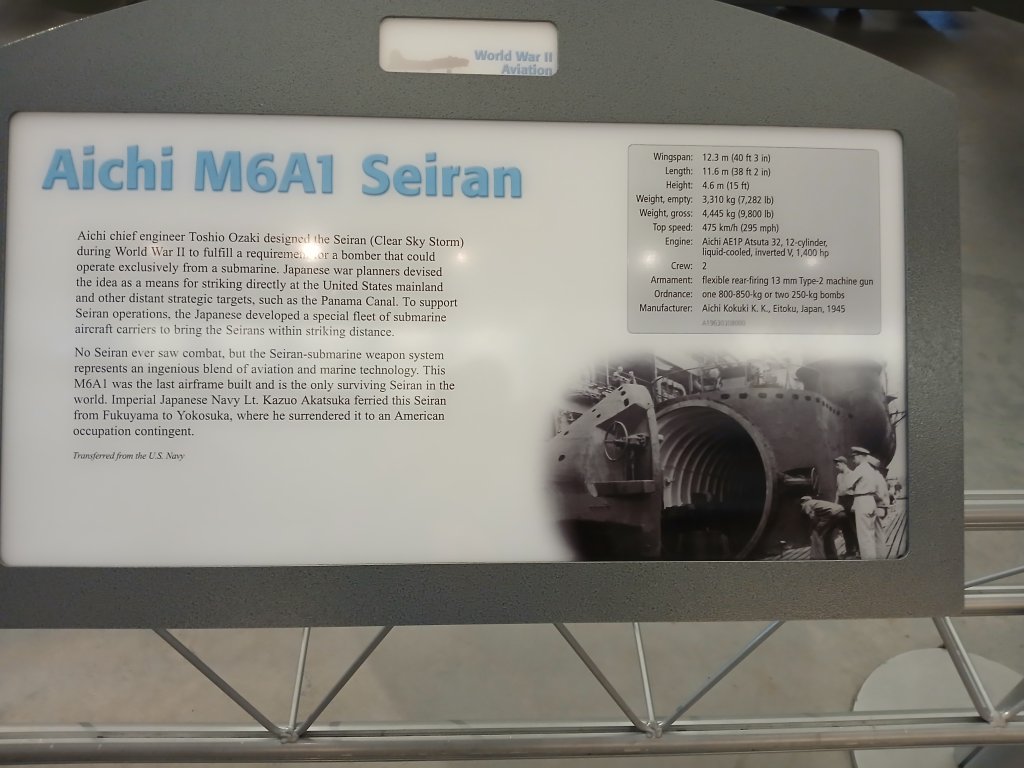 World War II
Aviation
Aichi M6A1 Seiran
Aichi chief engineer Toshio Ozaki designed the Seiran (Clear Sky Storm)
during World War II to fulfill a requirement for a bomber that could
operate exclusively from a submarine. Japanese war planners devised
the idea as a means for striking directly at the United States mainland
and other distant strategic targets, such as the Panama Canal. To support
Seiran operations, the Japanese developed a special fleet of submarine
aircraft carriers to bring the Seirans within striking distance.
No Seiran ever saw combat, but the Seiran-submarine weapon system
represents an ingenious blend of aviation and marine technology. This
M6A1 was the last airframe built and is the only surviving Seiran in the
world. Imperial Japanese Navy Lt. Kazuo Akatsuka ferried this Seiran
from Fukuyama to Yokosuka, where he surrendered it to an American
occupation contingent.
Transferred from the U.S. Navy
Wingspan: 12.3 m (40 ft 3 in)
Length: 11.6 m (38 ft 2 in)
Height: 4.6 m (15 ft)
Weight, empty: 3,310 kg (7,282 lb)
Weight, gross: 4,445 kg (9,800 lb)
Top speed: 475 km/h (295 mph)
Engine: Aichi AE1P Atsuta 32, 12-cylinder,
liquid-cooled, inverted V, 1,400 hp
Crew: 2
Armament: flexible rear-firing 13 mm Type-2 machine gun
Ordnance: one 800-850-kg or two 250-kg bombs
Manufacturer: Aichi Kokuki K. K., Eitoku, Japan, 1945